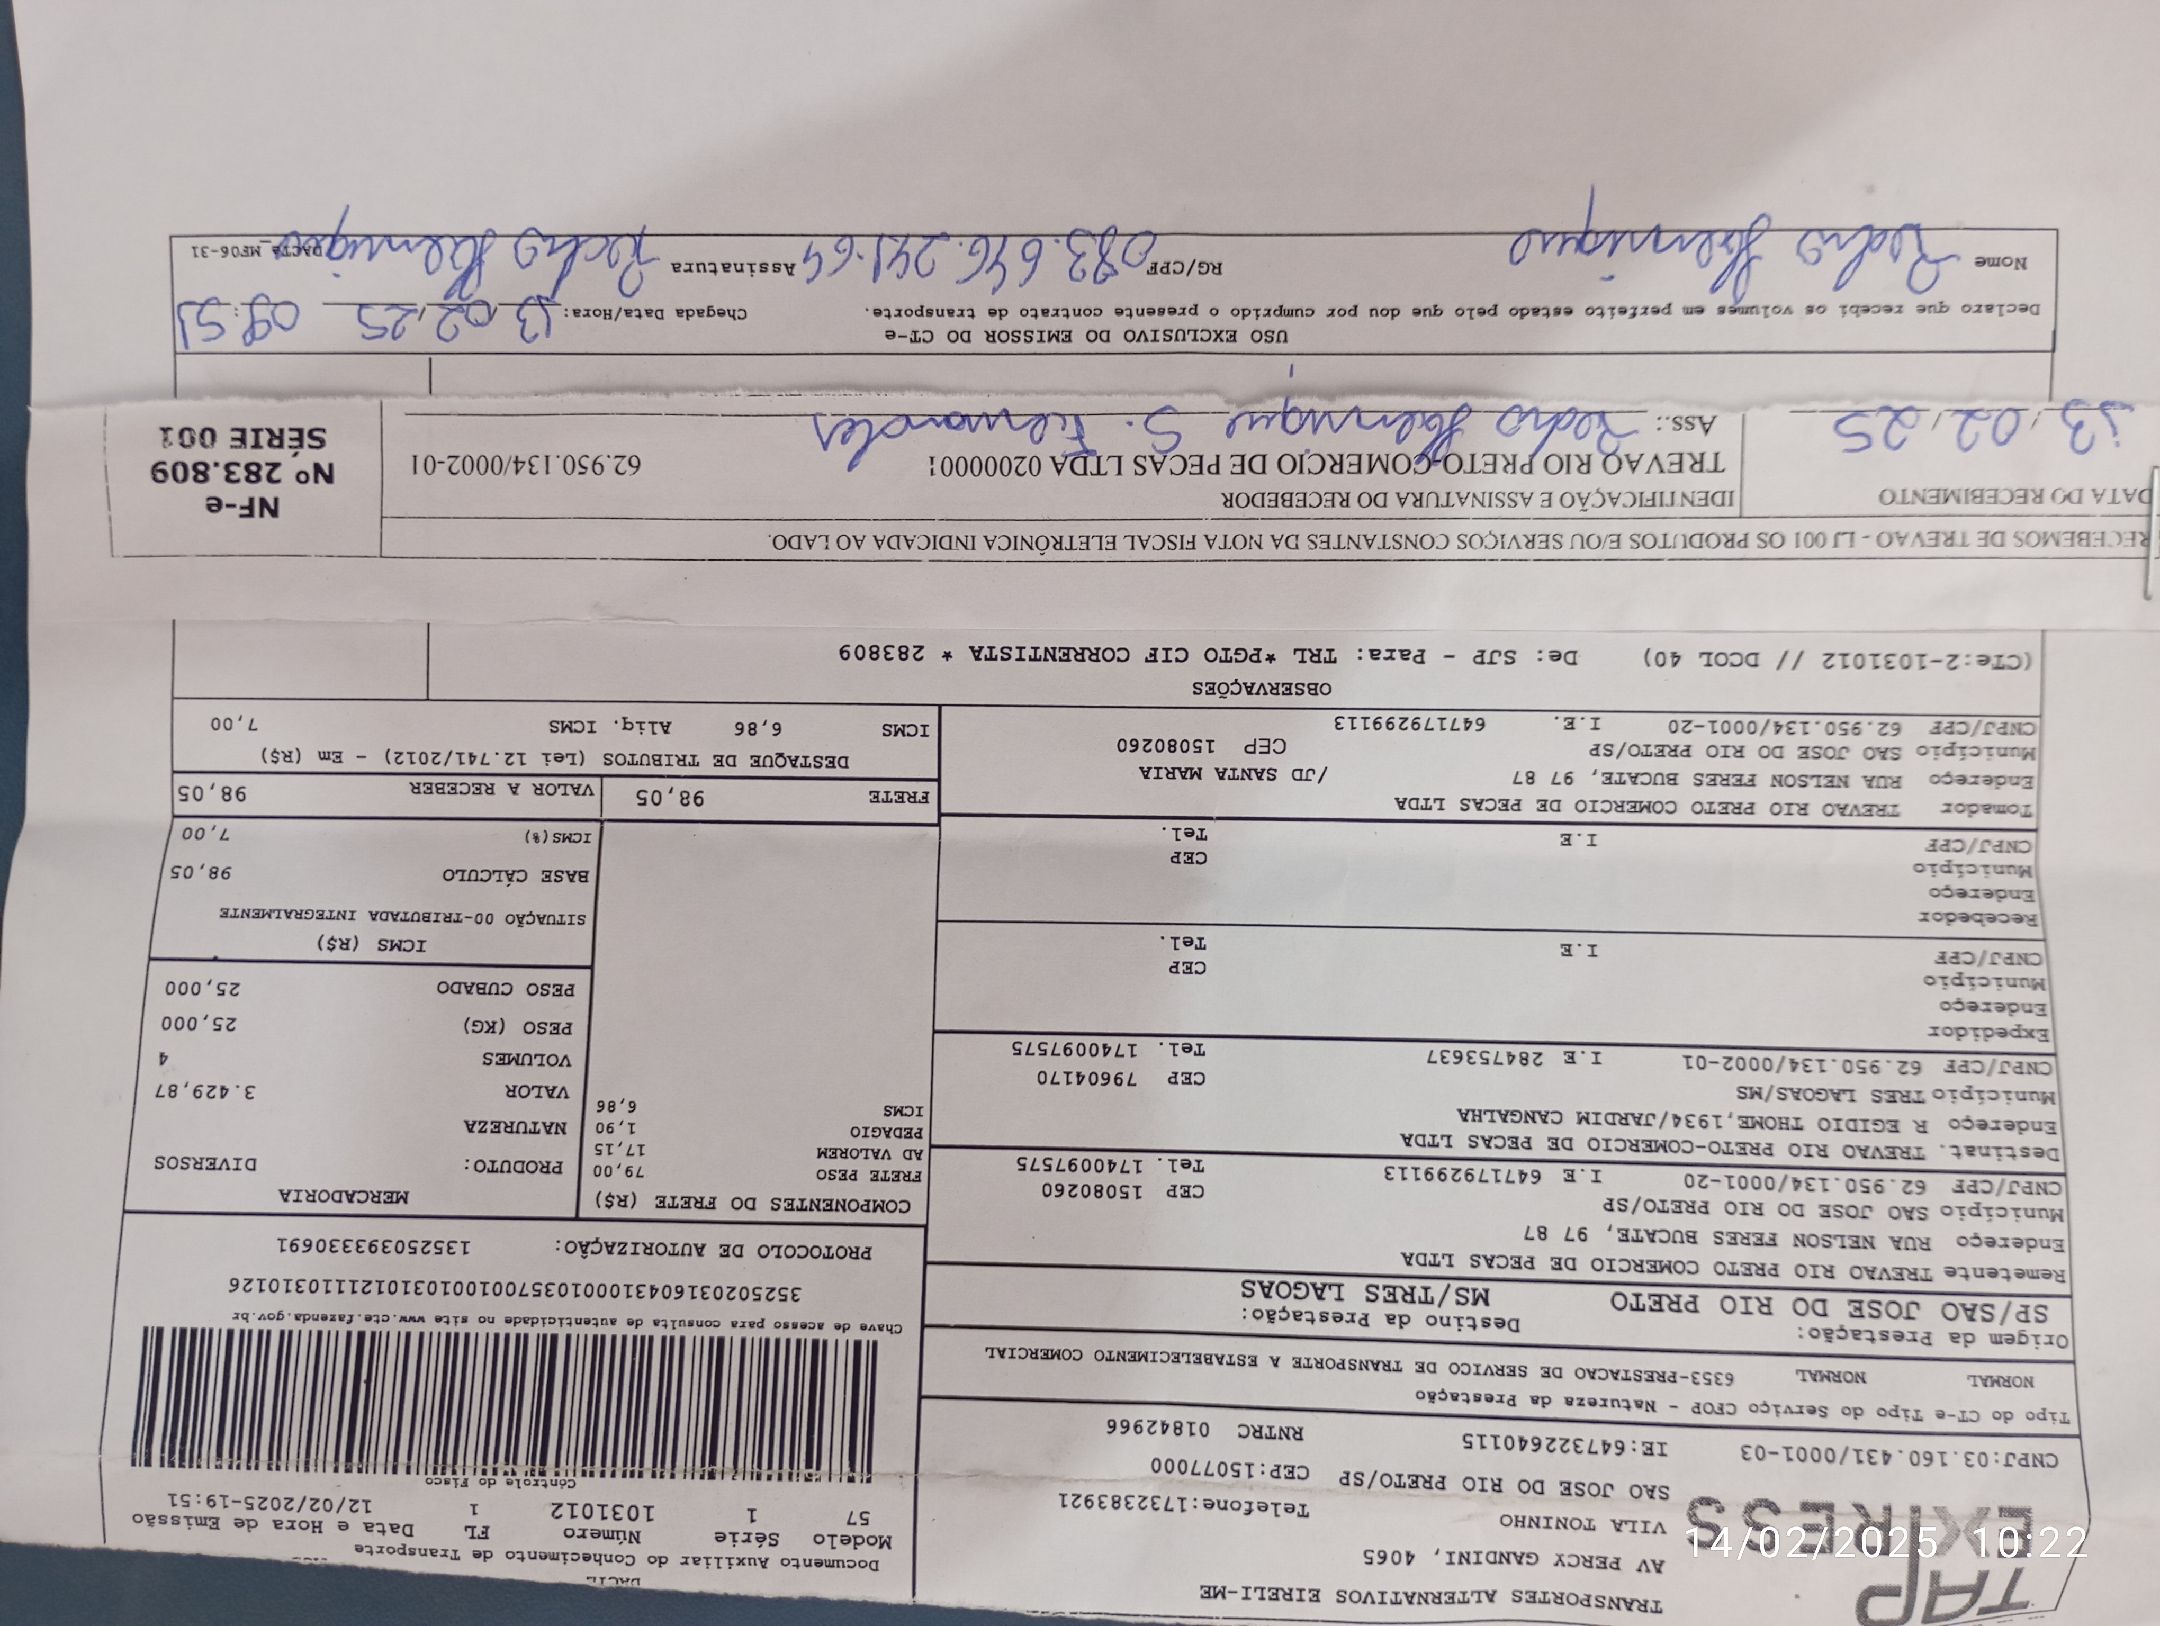 TAP
EXPRESS
TRANSPORTES ALTERNATIVOS EIRELI-ME
AV PERCY GANDINI, 4065
VILA TONINHO Telefone:1732383921
SAO JOSE DO RIO PRETO/SP CEP:15077000
CNPJ:03.160.431/0001-03 IE:647322640115 RNTRC 01842966
Documento Auxiliar do Conhecimento de Transporte
Modelo Série Número FL Data e Hora de Emissão
57 1 1031012 1 12/02/2025-19:51
Controle do Fisco
Tipo do CT-e Tipo do Serviço CFOP - Natureza da Prestação
NORMAL NORMAL 6353-PRESTACAO DE SERVICO DE TRANSPORTE A ESTABELECIMENTO COMERCIAL
Origem da Prestação: Destino da Prestação:
SP/SAO JOSE DO RIO PRETO MS/TRES LAGOAS
Chave de acesso para consulta de autenticidade no site www.cte.fazenda.gov.br
PROTOCOLO DE AUTORIZAÇÃO: 135250393330691
Remetente TREVAO RIO PRETO COMERCIO DE PECAS LTDA
Endereço RUA NELSON FERES BUCATE, 97 87
Município SAO JOSE DO RIO PRETO/SP CEP 15080260
CNPJ/CPF 62.950.134/0001-20 I.E 647179299113 Tel. 1740097575
Destinat. TREVAO RIO PRETO-COMERCIO DE PECAS LTDA
Endereço R EGIDIO THOME,1934/JARDIM CANGALHA
Município TRES LAGOAS/MS CEP 79604170
CNPJ/CPF 62.950.134/0002-01 I.E 284753637 Tel. 1740097575
Expedidor
Endereço
Município CEP
CNPJ/CPF I.E Tel.
Recebedor
Endereço
Município CEP
CNPJ/CPF I.E Tel.
Tomador TREVAO RIO PRETO COMERCIO DE PECAS LTDA
Endereço RUA NELSON FERES BUCATE, 97 87 /JD SANTA MARIA
Município SAO JOSE DO RIO PRETO/SP CEP 15080260
CNPJ/CPF 62.950.134/0001-20 I.E. 647179299113
COMPONENTES DO FRETE (R$)
FRETE PESO 79,00
AD VALOREM 17,15
PEDAGIO 1,90
ICMS 6,86
MERCADORIA
PRODUTO: DIVERSOS
NATUREZA
VALOR 3.429,87
VOLUMES 4
PESO (KG) 25,000
PESO CUBADO 25,000
ICMS (R$)
SITUAÇÃO 00-TRIBUTADA INTEGRALMENTE
BASE CÁLCULO 98,05
ICMS(%) 7,00
FRETE 98,05 VALOR A RECEBER 98,05
DESTAQUE DE TRIBUTOS (Lei 12.741/2012) - Em (R$)
ICMS 6,86 Aliq. ICMS 7,00
OBSERVAÇÕES
(CTe:2-1031012 // DCOL 40) De: SJP - Para: TRL *PGTO CIF CORRENTISTA * 283809
RECEBEMOS DE TREVAO - LJ 001 OS PRODUTOS E/OU SERVIÇOS CONSTANTES DA NOTA FISCAL ELETRÔNICA INDICADA AO LADO.
DATA DO RECEBIMENTO IDENTIFICAÇÃO E ASSINATURA DO RECEBEDOR
TREVAO RIO PRETO-COMERCIO DE PECAS LTDA 02000001 62.950.134/0002-01
13/02/25 Ass.: Pedro Henrique S. Fernandes
NF-e
Nº 283.809
SÉRIE 001
USO EXCLUSIVO DO EMISSOR DO CT-e
Declaro que recebi os volumes em perfeito estado pelo que dou por cumprido o presente contrato de transporte. Chegada Data/Hora: 13/02/25 09:51
Nome Pedro Henrique RG/CPF 083.646.241-64 Assinatura Pedro Henrique DACTE_MF06-31
14/02/2025 10:22